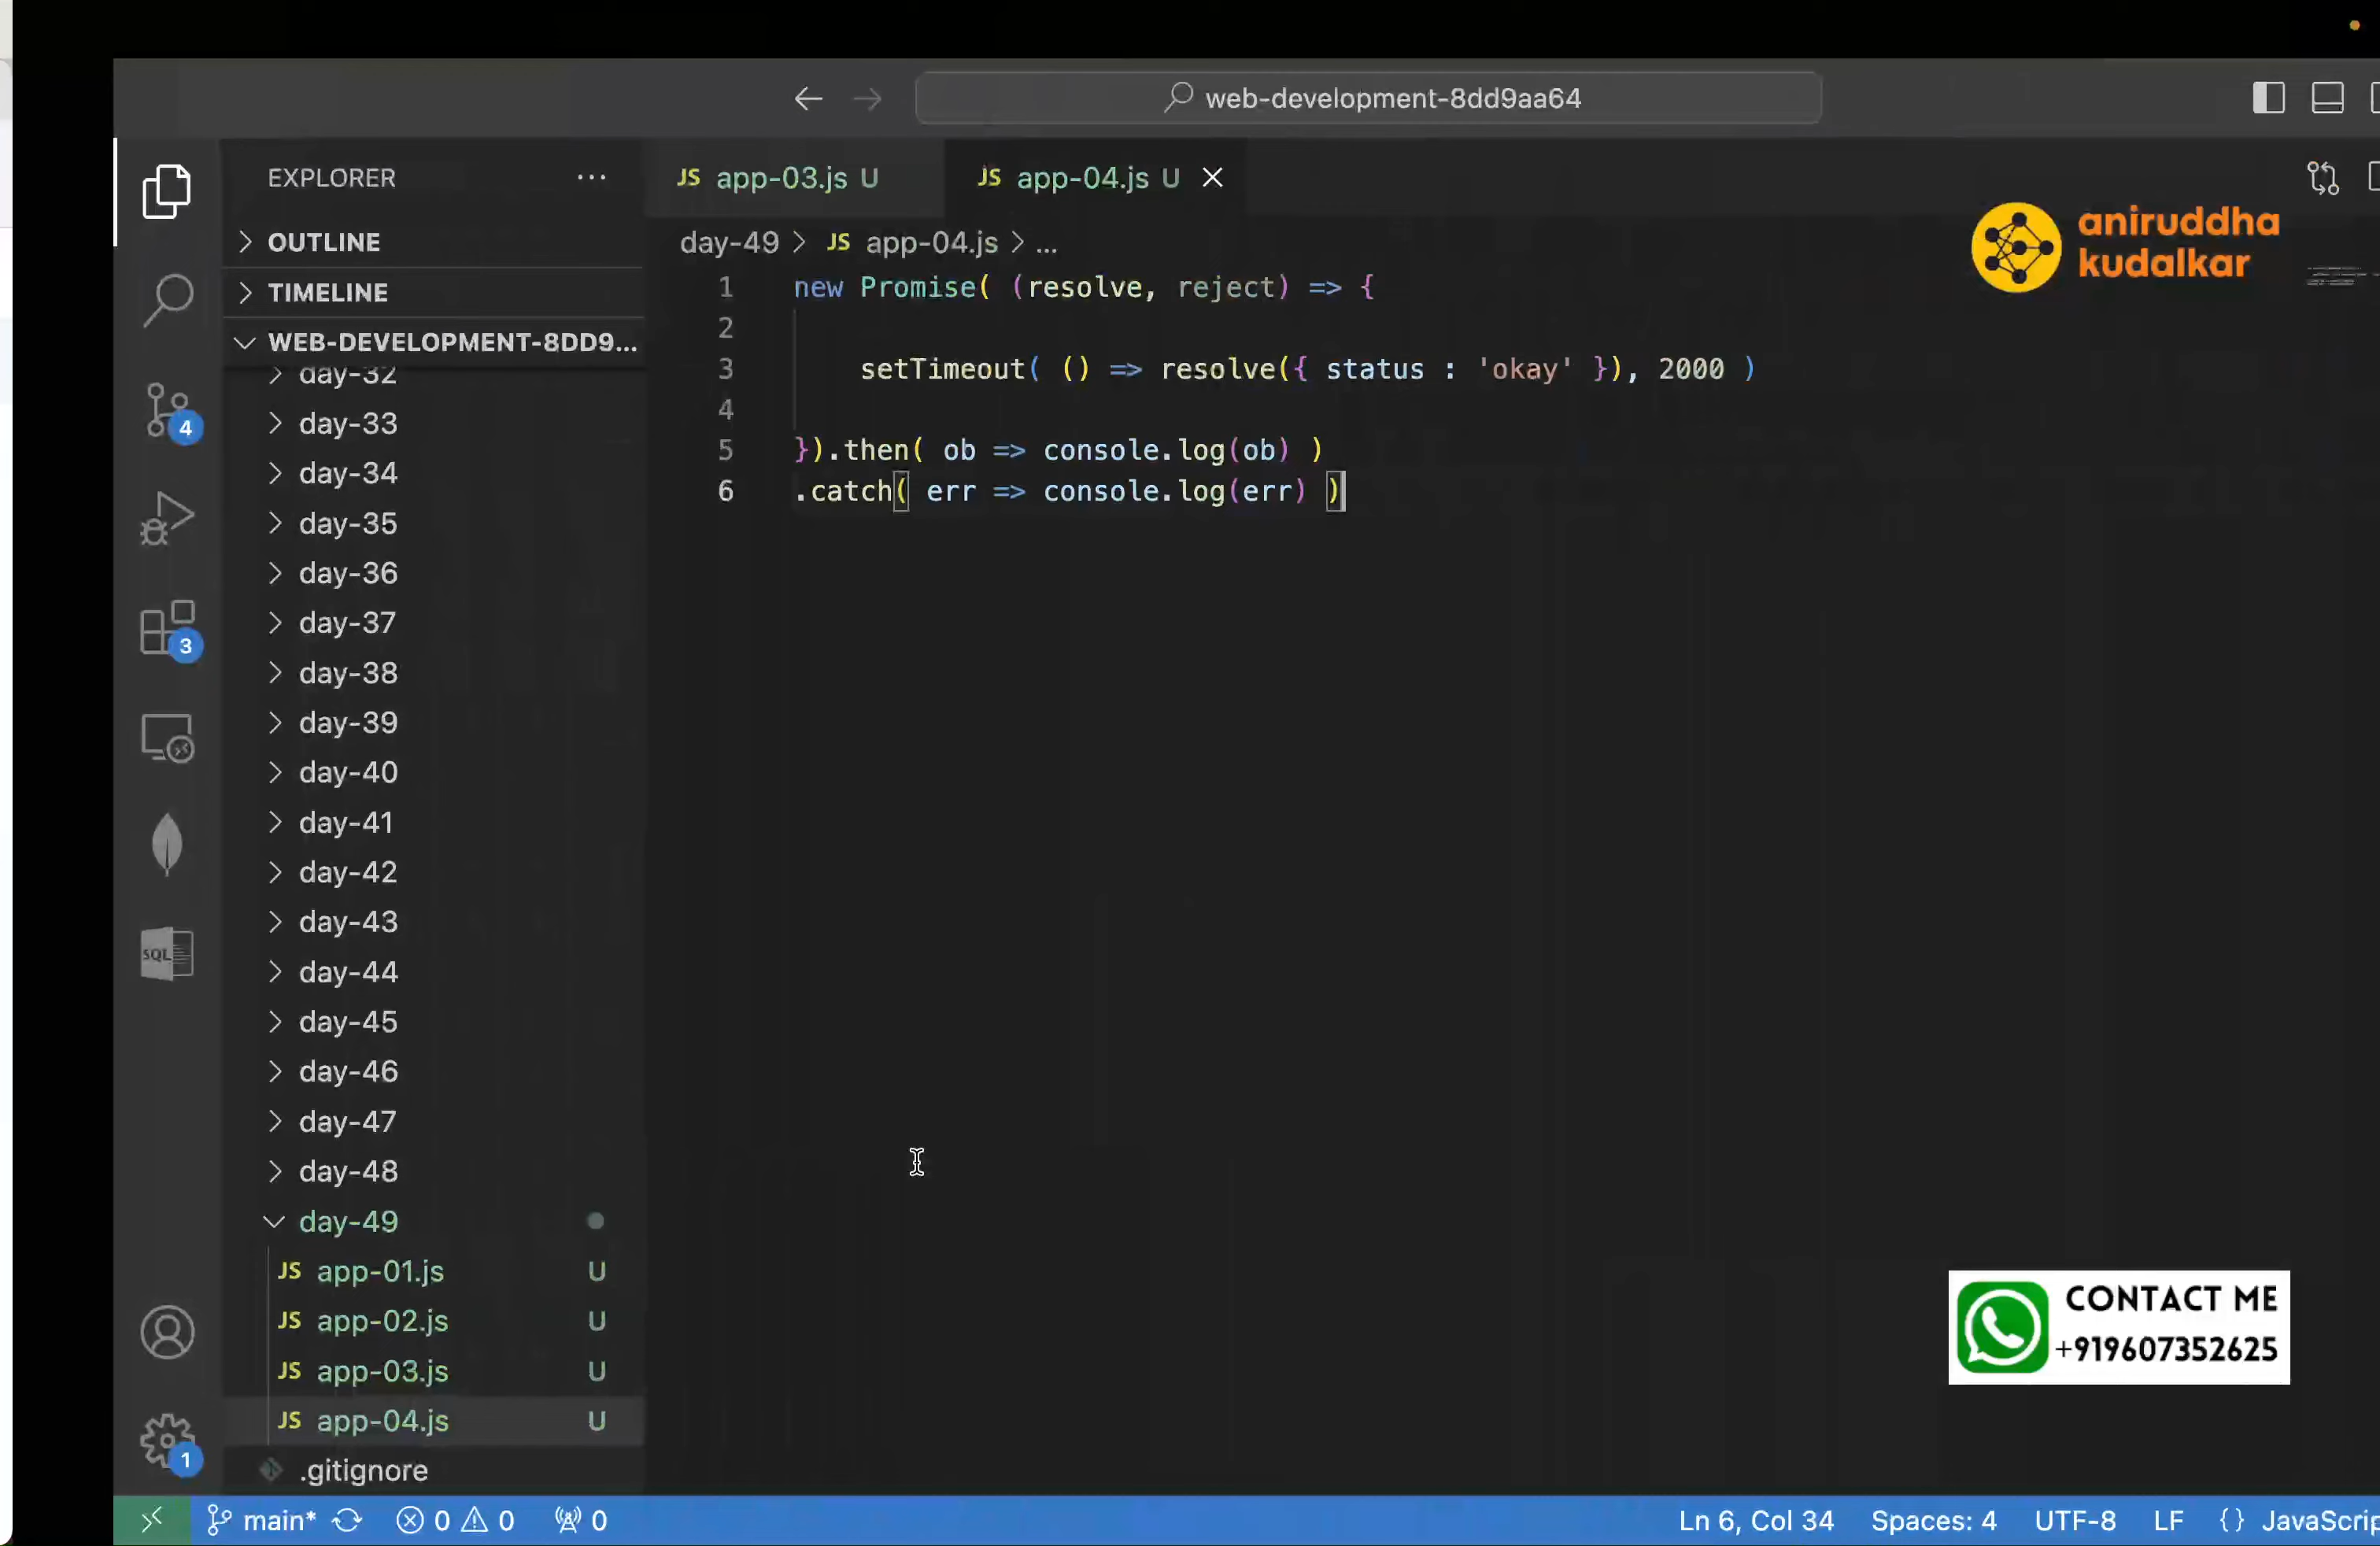 web-development-8dd9aa64
EXPLORER ...
OUTLINE
TIMELINE
WEB-DEVELOPMENT-8DD9...
day-32
day-33
day-34
day-35
day-36
day-37
day-38
day-39
day-40
day-41
day-42
day-43
day-44
day-45
day-46
day-47
day-48
day-49
JS app-01.js U
JS app-02.js U
JS app-03.js U
JS app-04.js U
.gitignore
4
3
SQL
1
JS app-03.js U
JS app-04.js U
day-49 > JS app-04.js > ...
1 new Promise( (resolve, reject) => {
2
3 setTimeout( () => resolve({ status : 'okay' }), 2000 )
4
5 }).then( ob => console.log(ob) )
6 .catch( err => console.log(err) )
aniruddha
kudalkar
CONTACT ME
+919607352625
main* 0 0 0 Ln 6, Col 34 Spaces: 4 UTF-8 LF {}